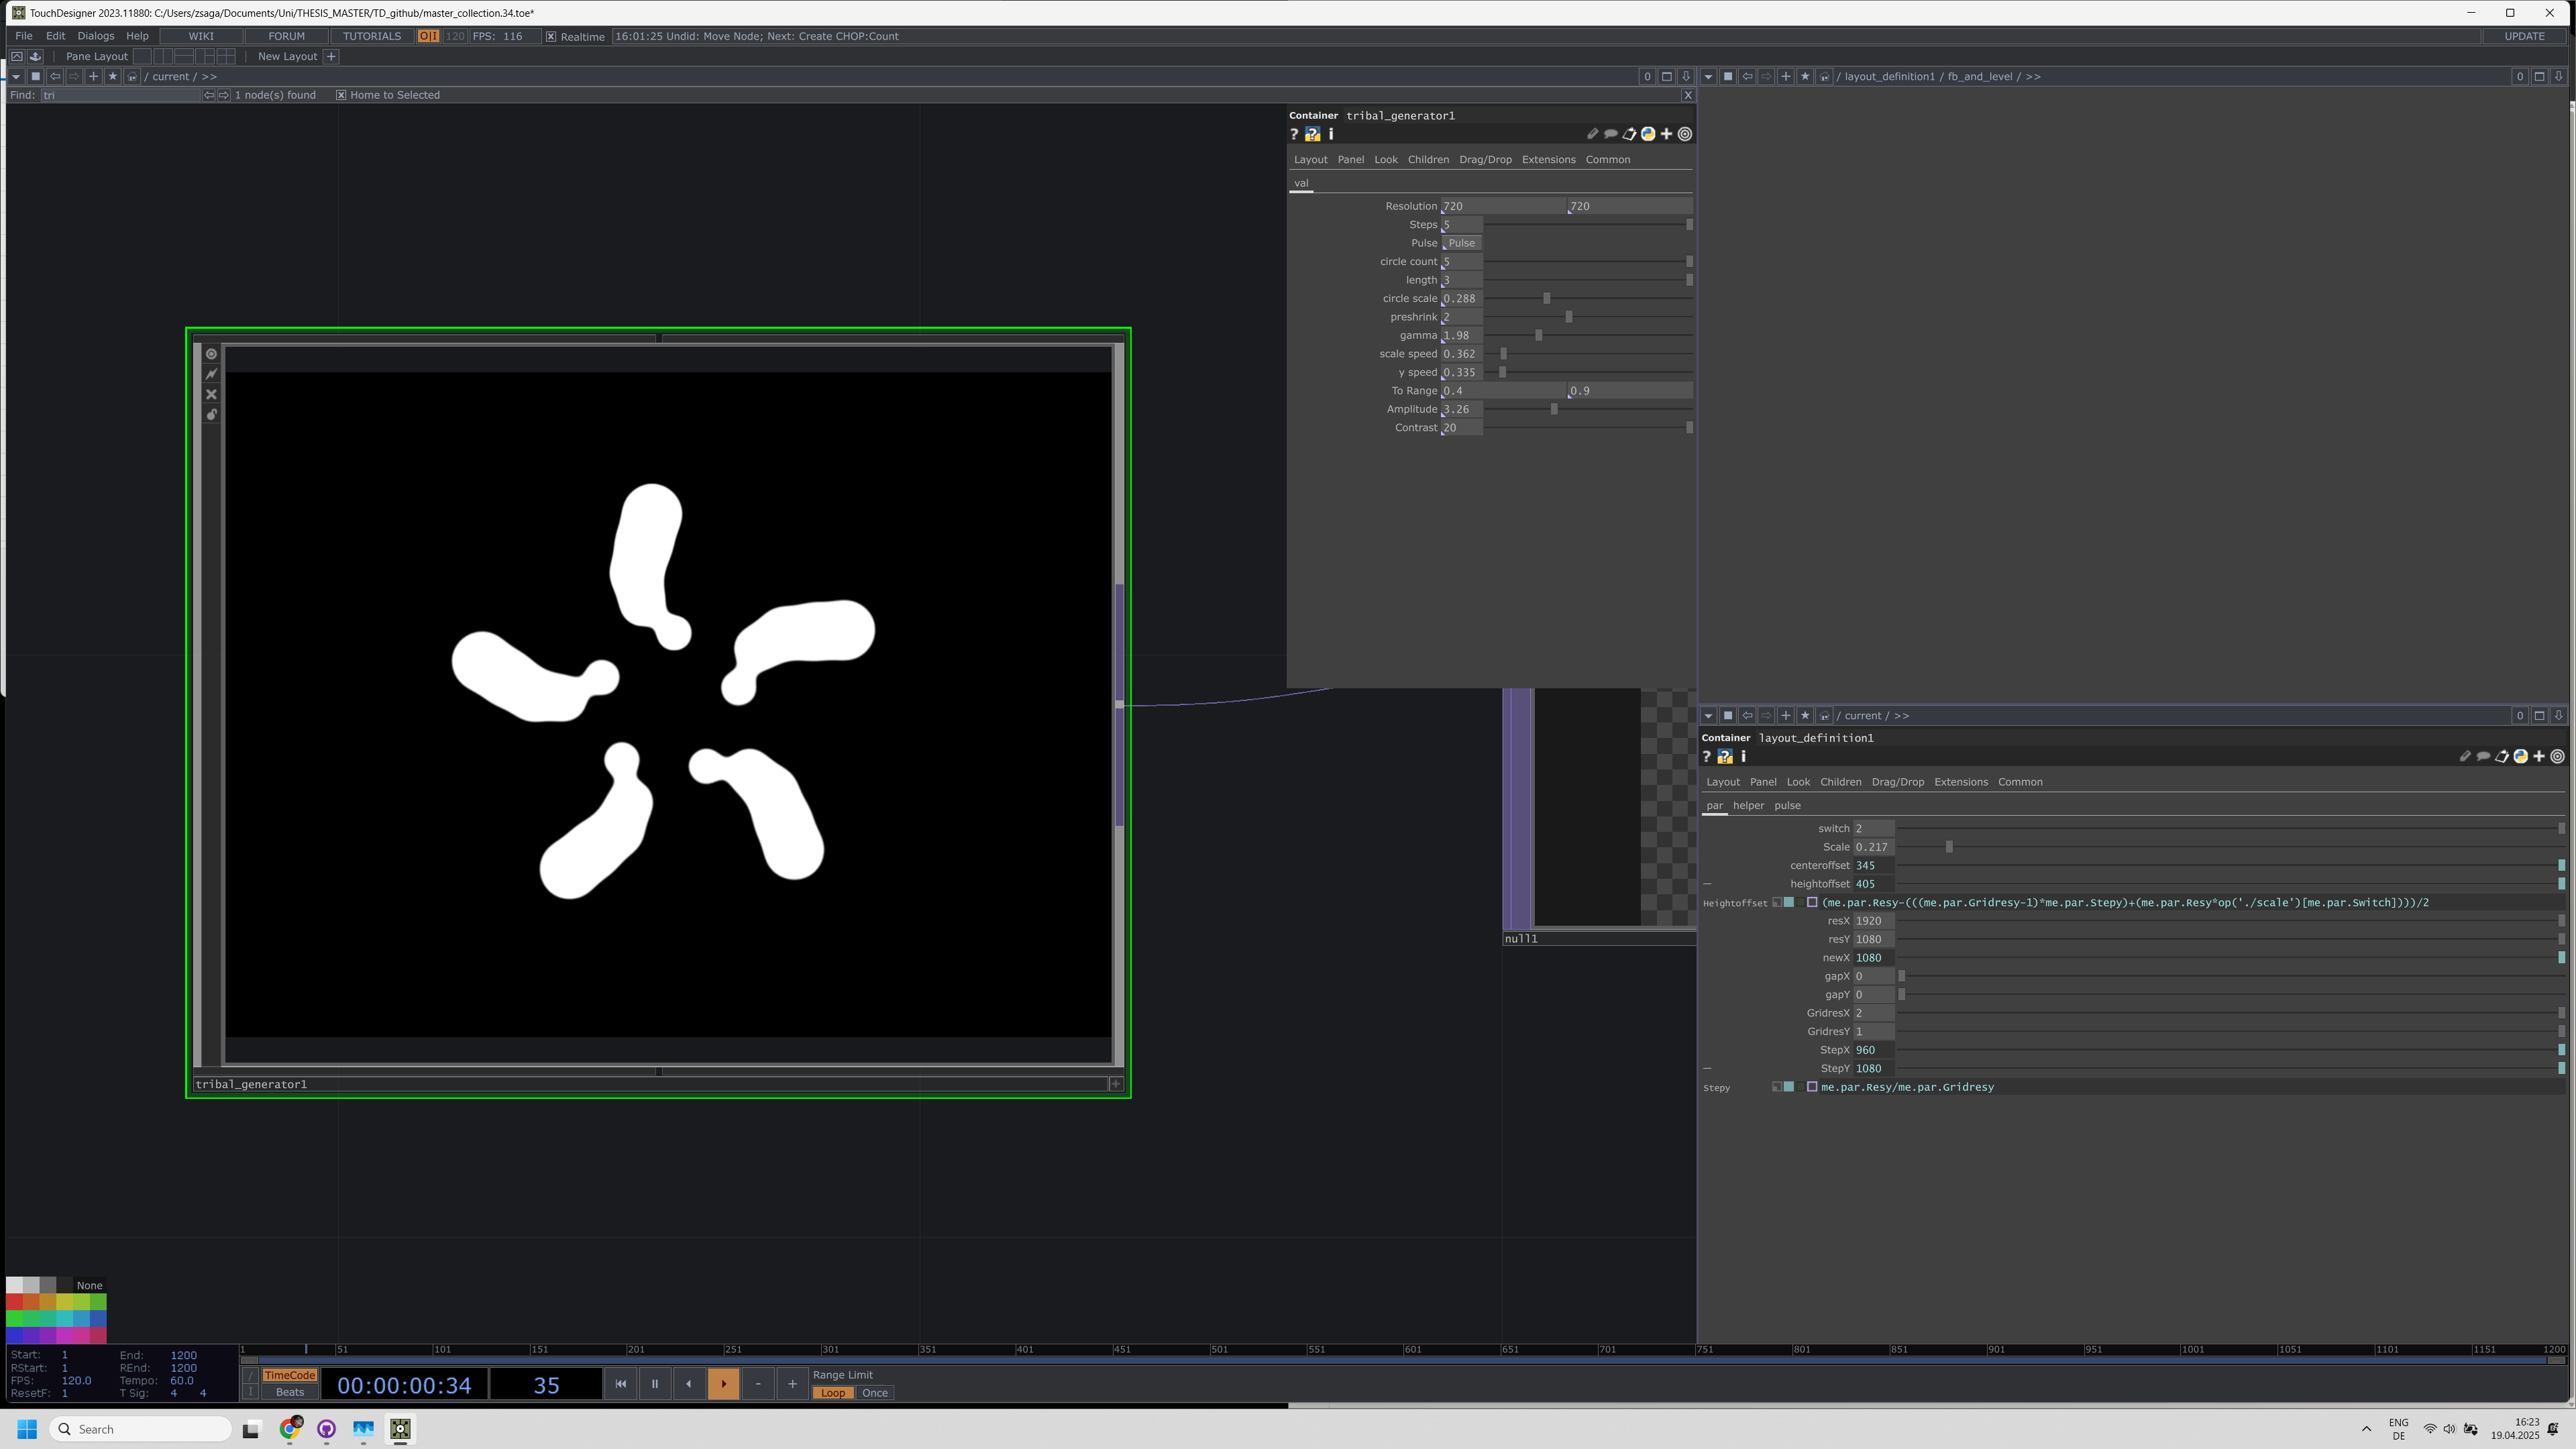 TouchDesigner 2023.11880: C:/Users/zsaga/Documents/Uni/THESIS_MASTER/TD_github/master_collection.34.toe*
File Edit Dialogs Help WIKI FORUM TUTORIALS O|I 120 FPS: 116 Realtime 16:01:25 Undid: Move Node; Next: Create CHOP:Count UPDATE
Pane Layout New Layout +
/ current / >> 0
Find: tri 1 node(s) found Home to Selected X
Container tribal_generator1
Layout Panel Look Children Drag/Drop Extensions Common
val
Resolution 720 720
Steps 5
Pulse Pulse
circle count 5
length 3
circle scale 0.288
preshrink 2
gamma 1.98
scale speed 0.362
y speed 0.335
To Range 0.4 0.9
Amplitude 3.26
Contrast 20
tribal_generator1
null1
/ layout_definition1 / fb_and_level / >> 0
/ current / >> 0
Container layout_definition1
Layout Panel Look Children Drag/Drop Extensions Common
par helper pulse
switch 2
Scale 0.217
centeroffset 345
heightoffset 405
Heightoffset (me.par.Resy-(((me.par.Gridresy-1)*me.par.Stepy)+(me.par.Resy*op('./scale')[me.par.Switch])))/2
resX 1920
resY 1080
newX 1080
gapX 0
gapY 0
GridresX 2
GridresY 1
StepX 960
StepY 1080
Stepy me.par.Resy/me.par.Gridresy
None
1 51 101 151 201 251 301 351 401 451 501 551 601 651 701 751 801 851 901 951 1001 1051 1101 1151 1200
Start: 1 End: 1200
RStart: 1 REnd: 1200
FPS: 120.0 Tempo: 60.0
ResetF: 1 T Sig: 4 4
TimeCode
Beats
00:00:00:34 35
Range Limit
Loop Once
Search
ENG
DE
16:23
19.04.2025